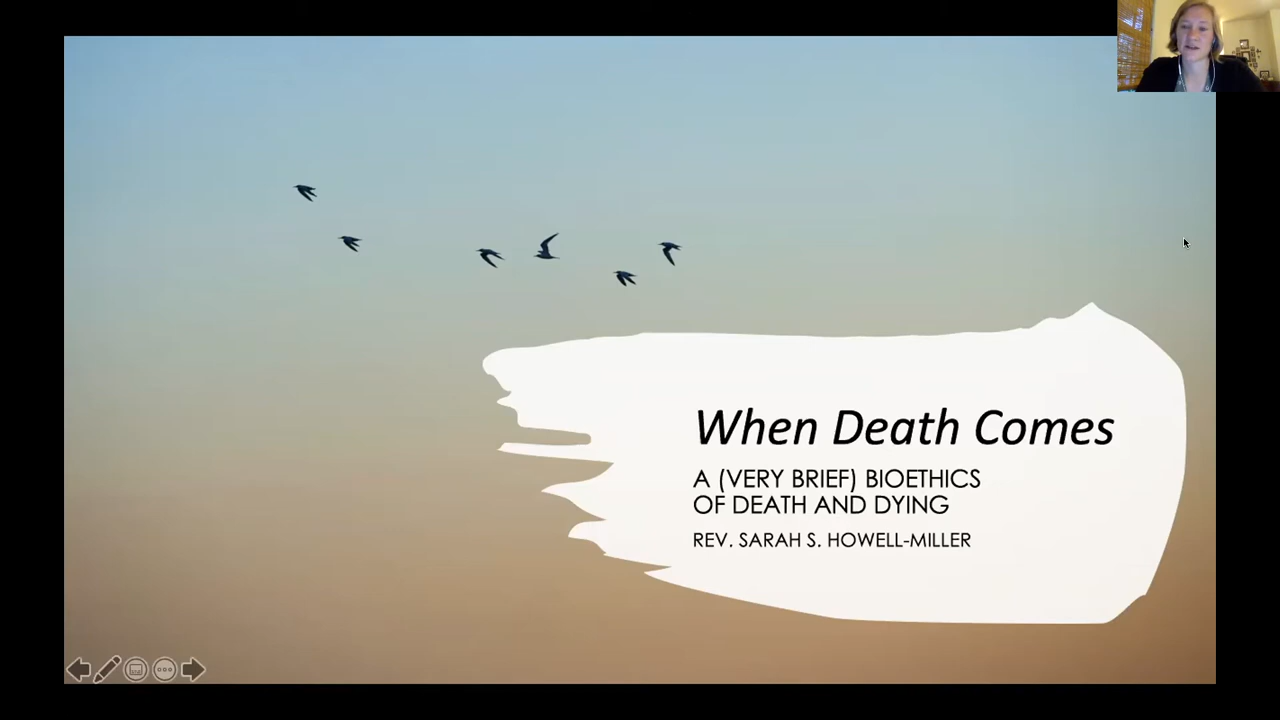 When Death Comes
A (VERY BRIEF) BIOETHICS
OF DEATH AND DYING
REV. SARAH S. HOWELL-MILLER